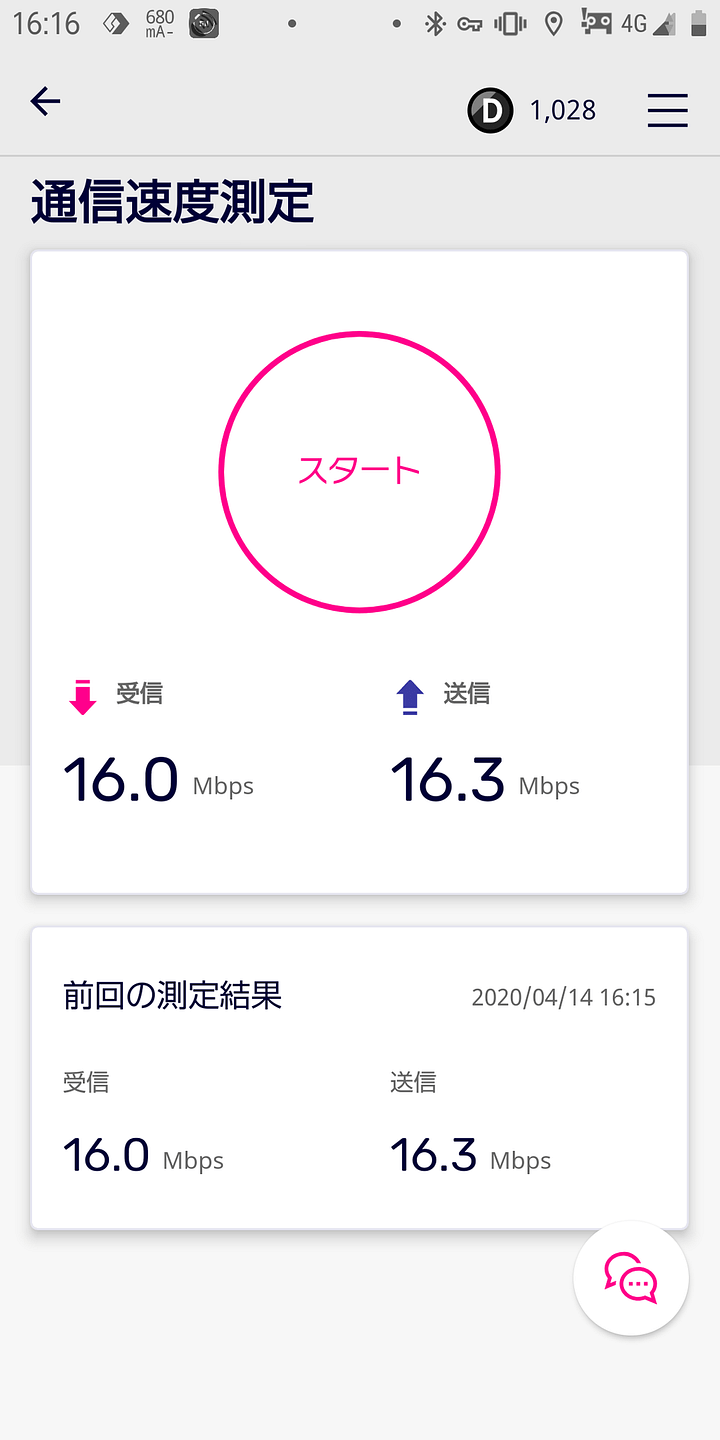 16:16 680 mA- 4G
D 1,028
通信速度測定
スタート
受信 送信
16.0 Mbps 16.3 Mbps
前回の測定結果 2020/04/14 16:15
受信 送信
16.0 Mbps 16.3 Mbps